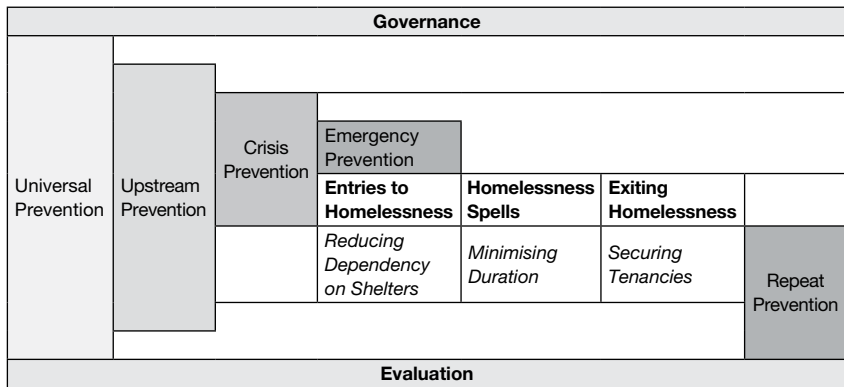 Governance
Universal
Prevention
Upstream
Prevention
Crisis
Prevention
Emergency
Prevention
Entries to
Homelessness
Homelessness
Spells
Exiting
Homelessness
Reducing
Dependency
on Shelters
Minimising
Duration
Securing
Tenancies
Repeat
Prevention
Evaluation